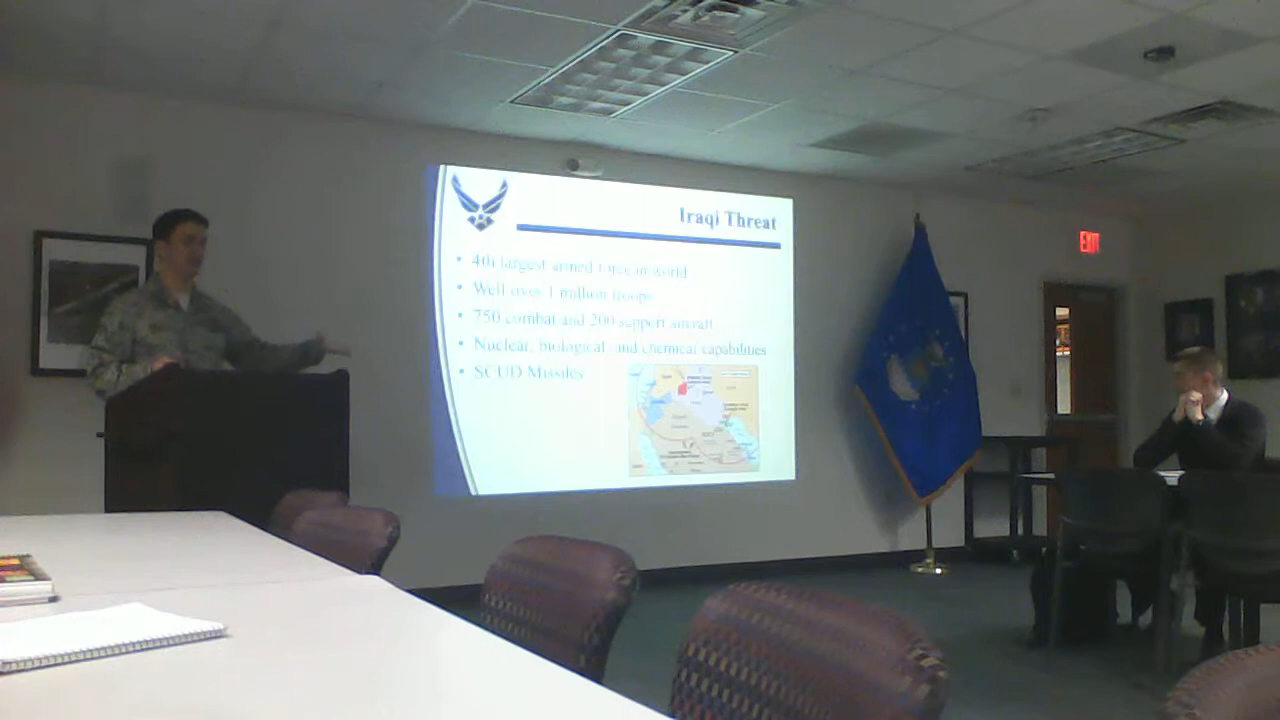 Iraqi Threat
• 4th largest armed force in world
• Well over 1 million troops
• 750 combat and 200 support aircraft
• Nuclear, biological, and chemical capabilities
• SCUD Missiles
EXIT